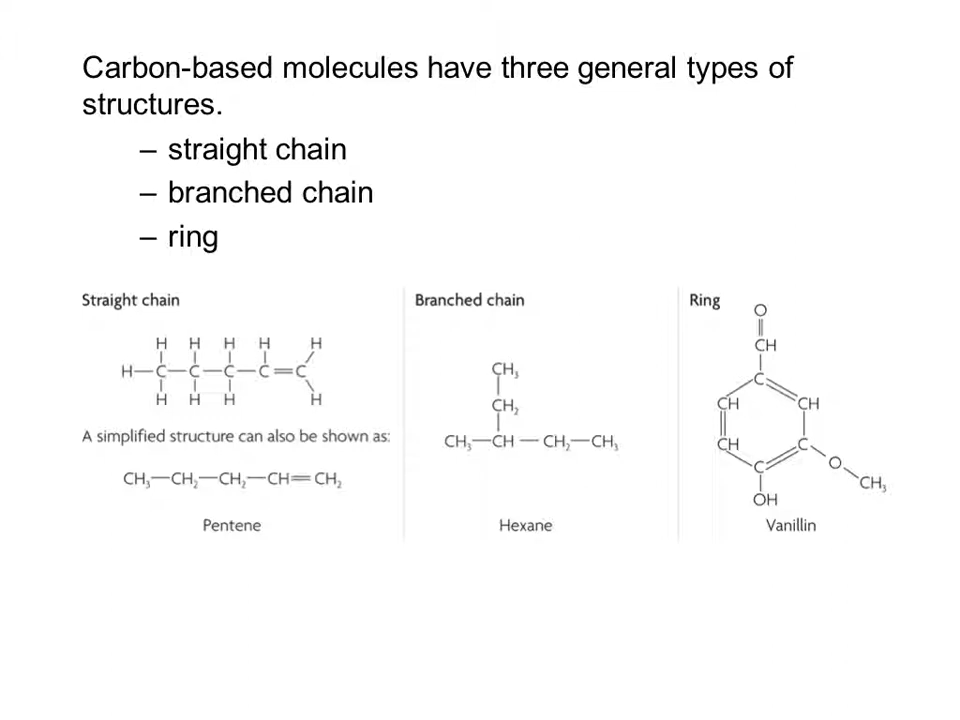 Carbon-based molecules have three general types of
structures.
– straight chain
– branched chain
– ring
Straight chain
H H H H H
H—C—C—C—C=C
H H H H
A simplified structure can also be shown as:
CH₃—CH₂—CH₂—CH=CH₂
Pentene
Branched chain
CH₃
CH₂
CH₃—CH—CH₂—CH₃
Hexane
Ring
O
CH
C
CH CH
CH C
C O
CH₃
OH
Vanillin